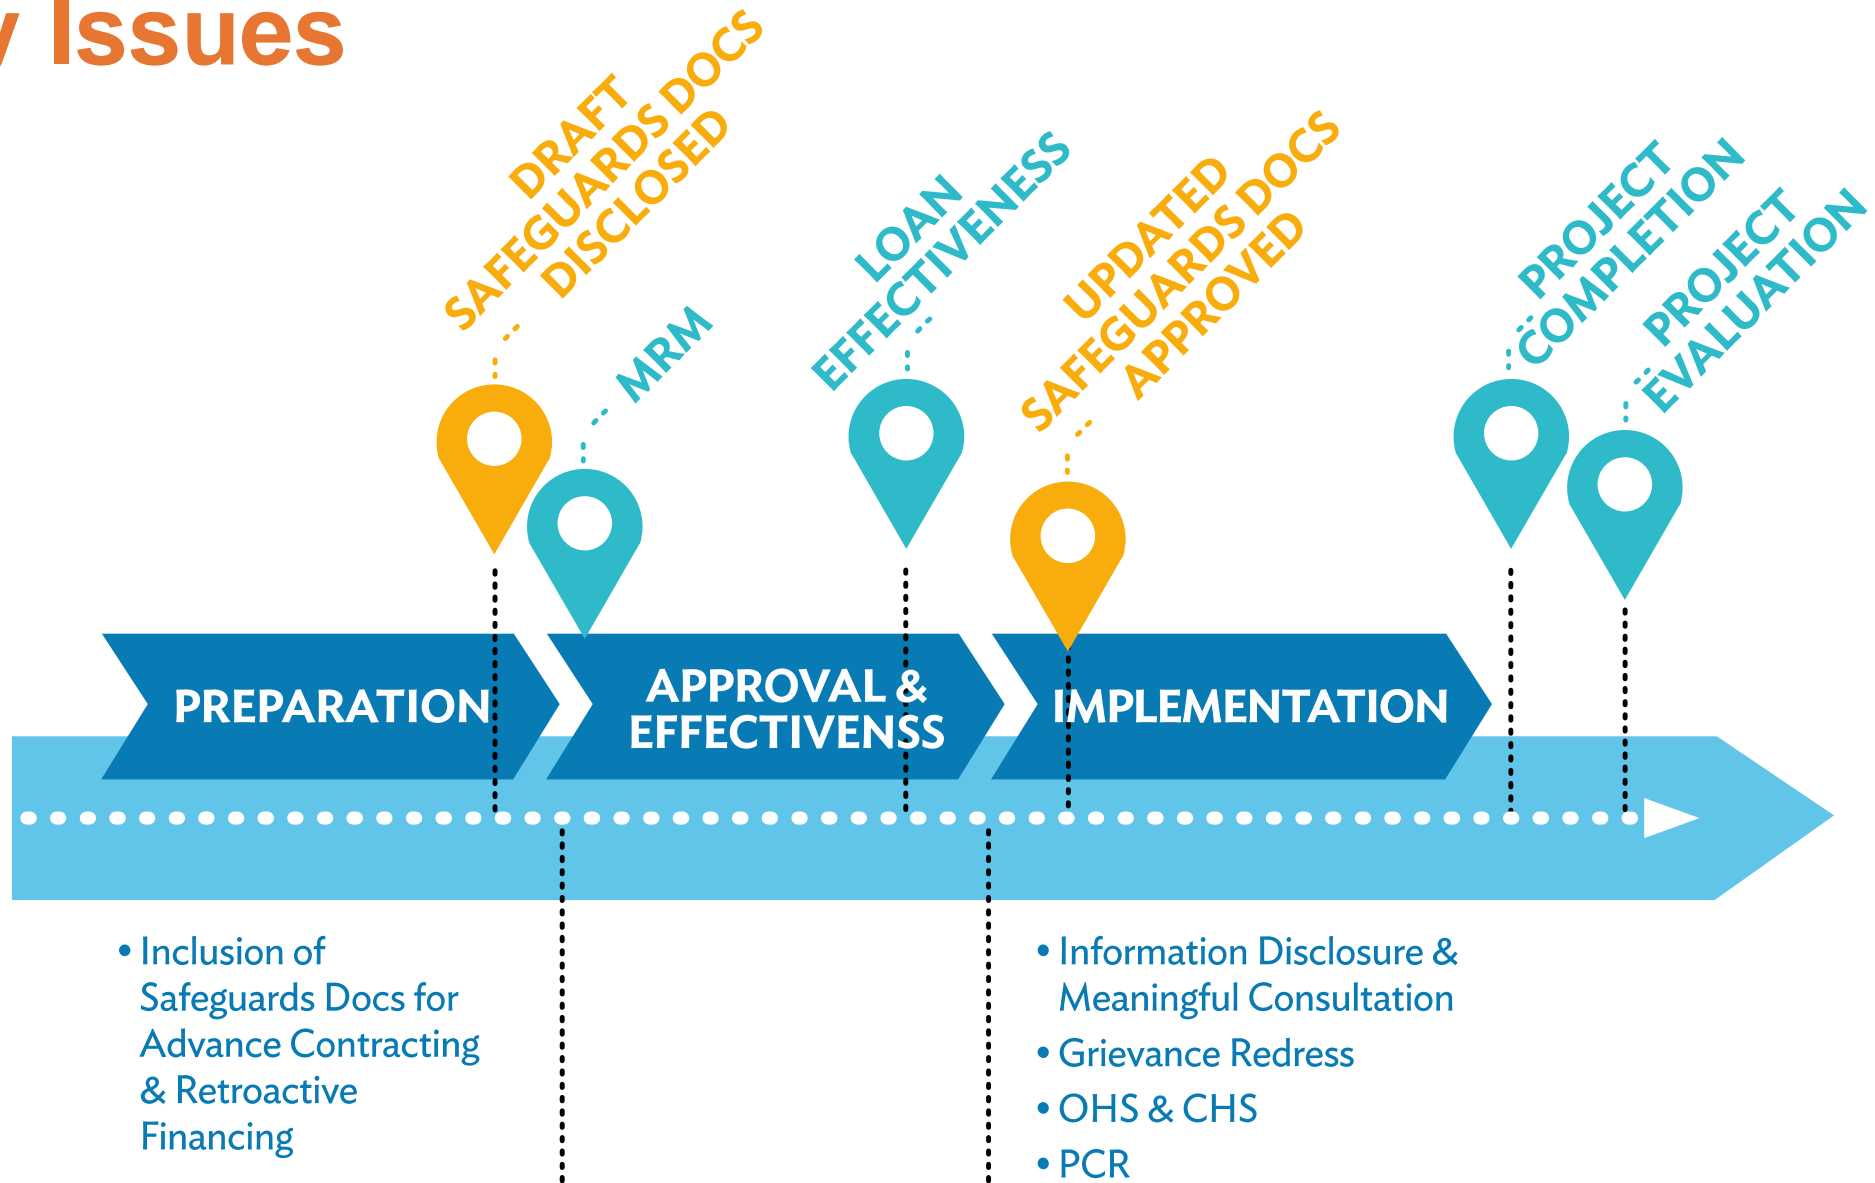 y Issues
DRAFT
SAFEGUARDS DOCS
DISCLOSED
MRM
LOAN
EFFECTIVENESS
UPDATED
SAFEGUARDS DOCS
APPROVED
PROJECT
COMPLETION
PROJECT
EVALUATION
PREPARATION
APPROVAL &
EFFECTIVENSS
IMPLEMENTATION
• Inclusion of
Safeguards Docs for
Advance Contracting
& Retroactive
Financing
• Information Disclosure &
Meaningful Consultation
• Grievance Redress
• OHS & CHS
• PCR